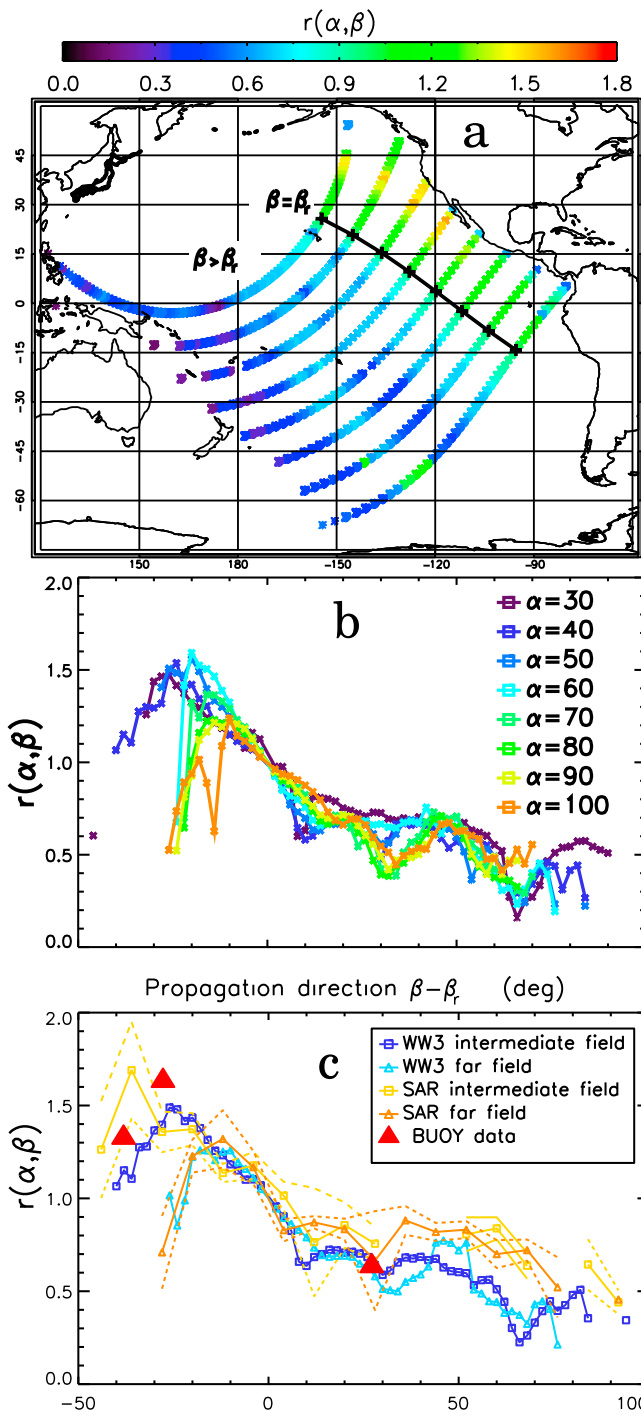 r(α,β)
0.0 0.3 0.6 0.9 1.2 1.5 1.8
a
45
30
15
0
-15
-30
-45
-60
β=βr
β>βr
150 180 -150 -120 -90
2.0
1.5
1.0
0.5
0.0
r(α,β)
b
α=30
α=40
α=50
α=60
α=70
α=80
α=90
α=100
Propagation direction β-βr (deg)
2.0
1.5
1.0
0.5
0.0
r(α,β)
c
WW3 intermediate field
WW3 far field
SAR intermediate field
SAR far field
BUOY data
-50 0 50 100